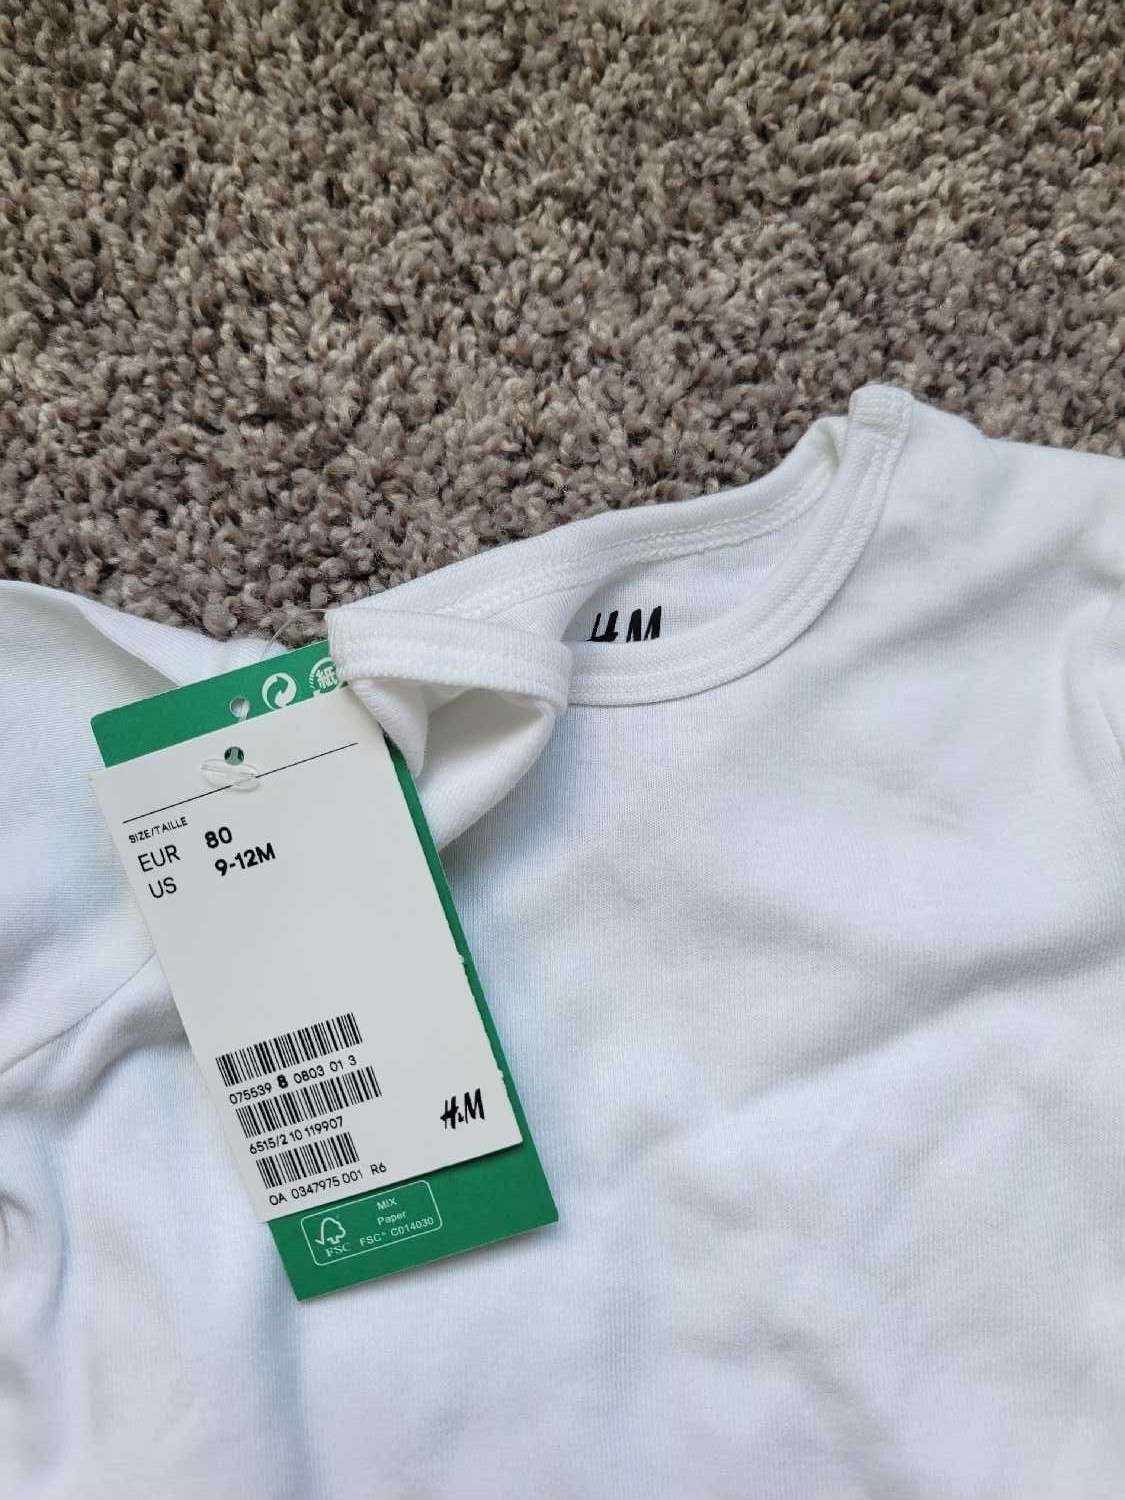 H&M
紙
SIZE/TAILLE
EUR 80
US 9-12M
075539 8 0803 01 3
6515/2 10 119907
OA 0347975 001 R6
H&M
MIX
Paper
FSC
FSC® C014030